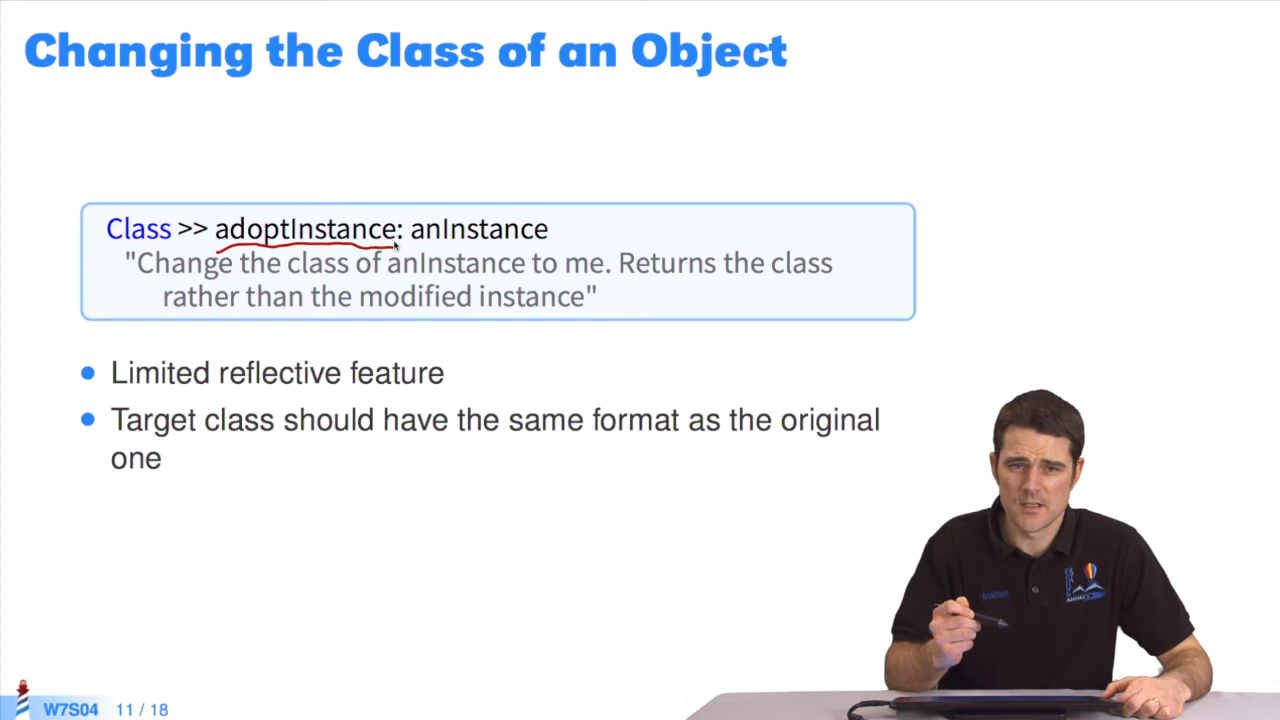 Changing the Class of an Object
Class >> adoptInstance: anInstance
"Change the class of anInstance to me. Returns the class
rather than the modified instance"
Limited reflective feature
Target class should have the same format as the original
one
ANNECY
W7S04 11 / 18